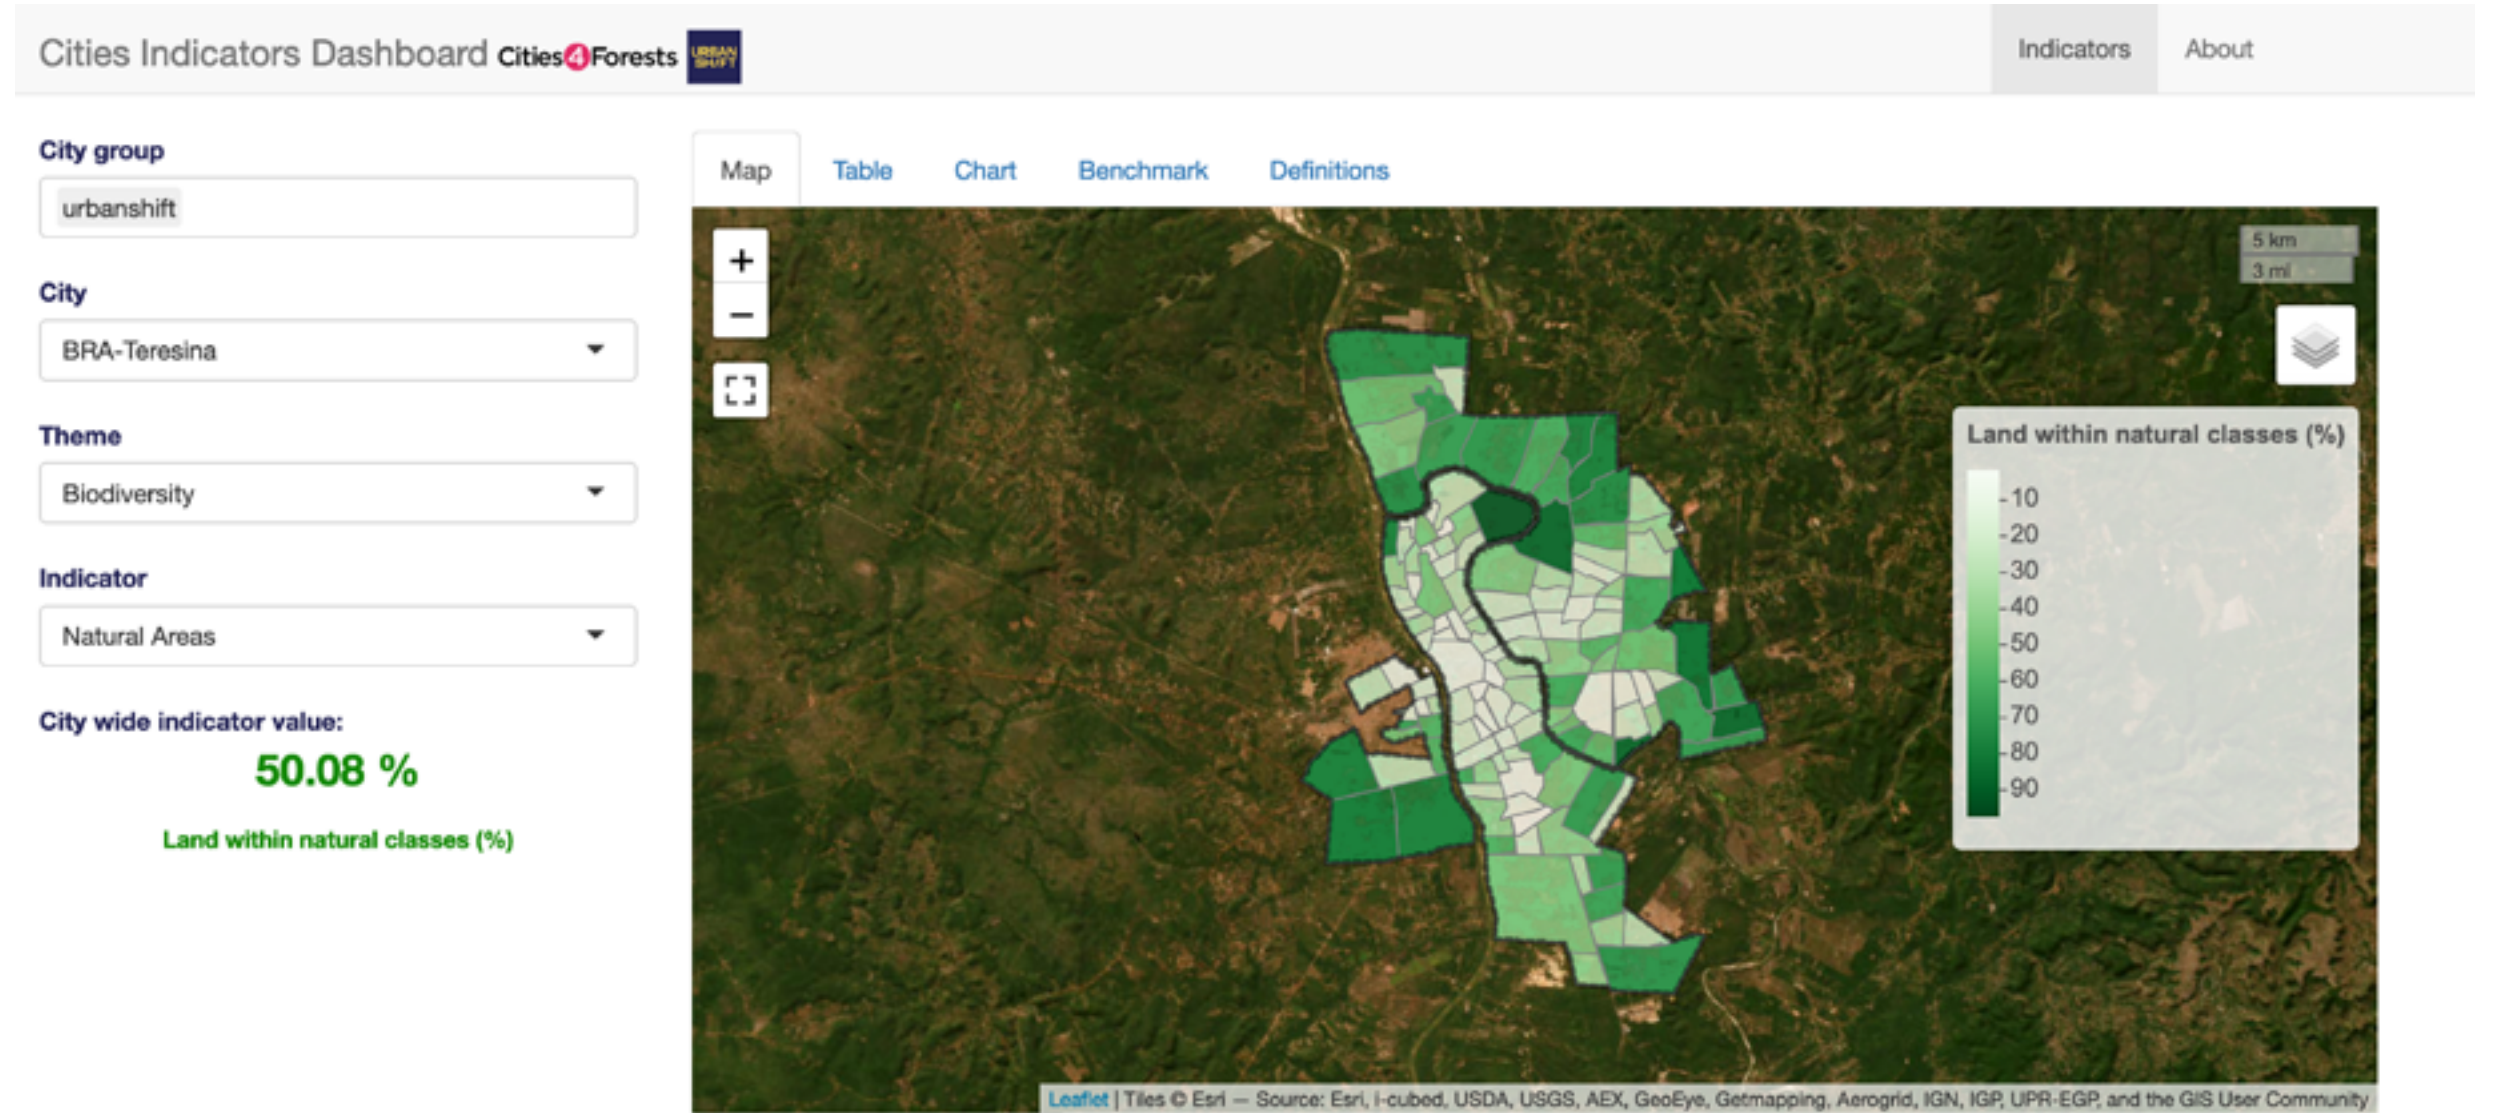 Cities Indicators Dashboard Cities4Forests URBAN SHIFT
Indicators
About
City group
urbanshift
City
BRA-Teresina
Theme
Biodiversity
Indicator
Natural Areas
City wide indicator value:
50.08 %
Land within natural classes (%)
Map
Table
Chart
Benchmark
Definitions
+
−
5 km
3 mi
Land within natural classes (%)
10
20
30
40
50
60
70
80
90
Leaflet | Tiles © Esri — Source: Esri, i-cubed, USDA, USGS, AEX, GeoEye, Getmapping, Aerogrid, IGN, IGP, UPR-EGP, and the GIS User Community